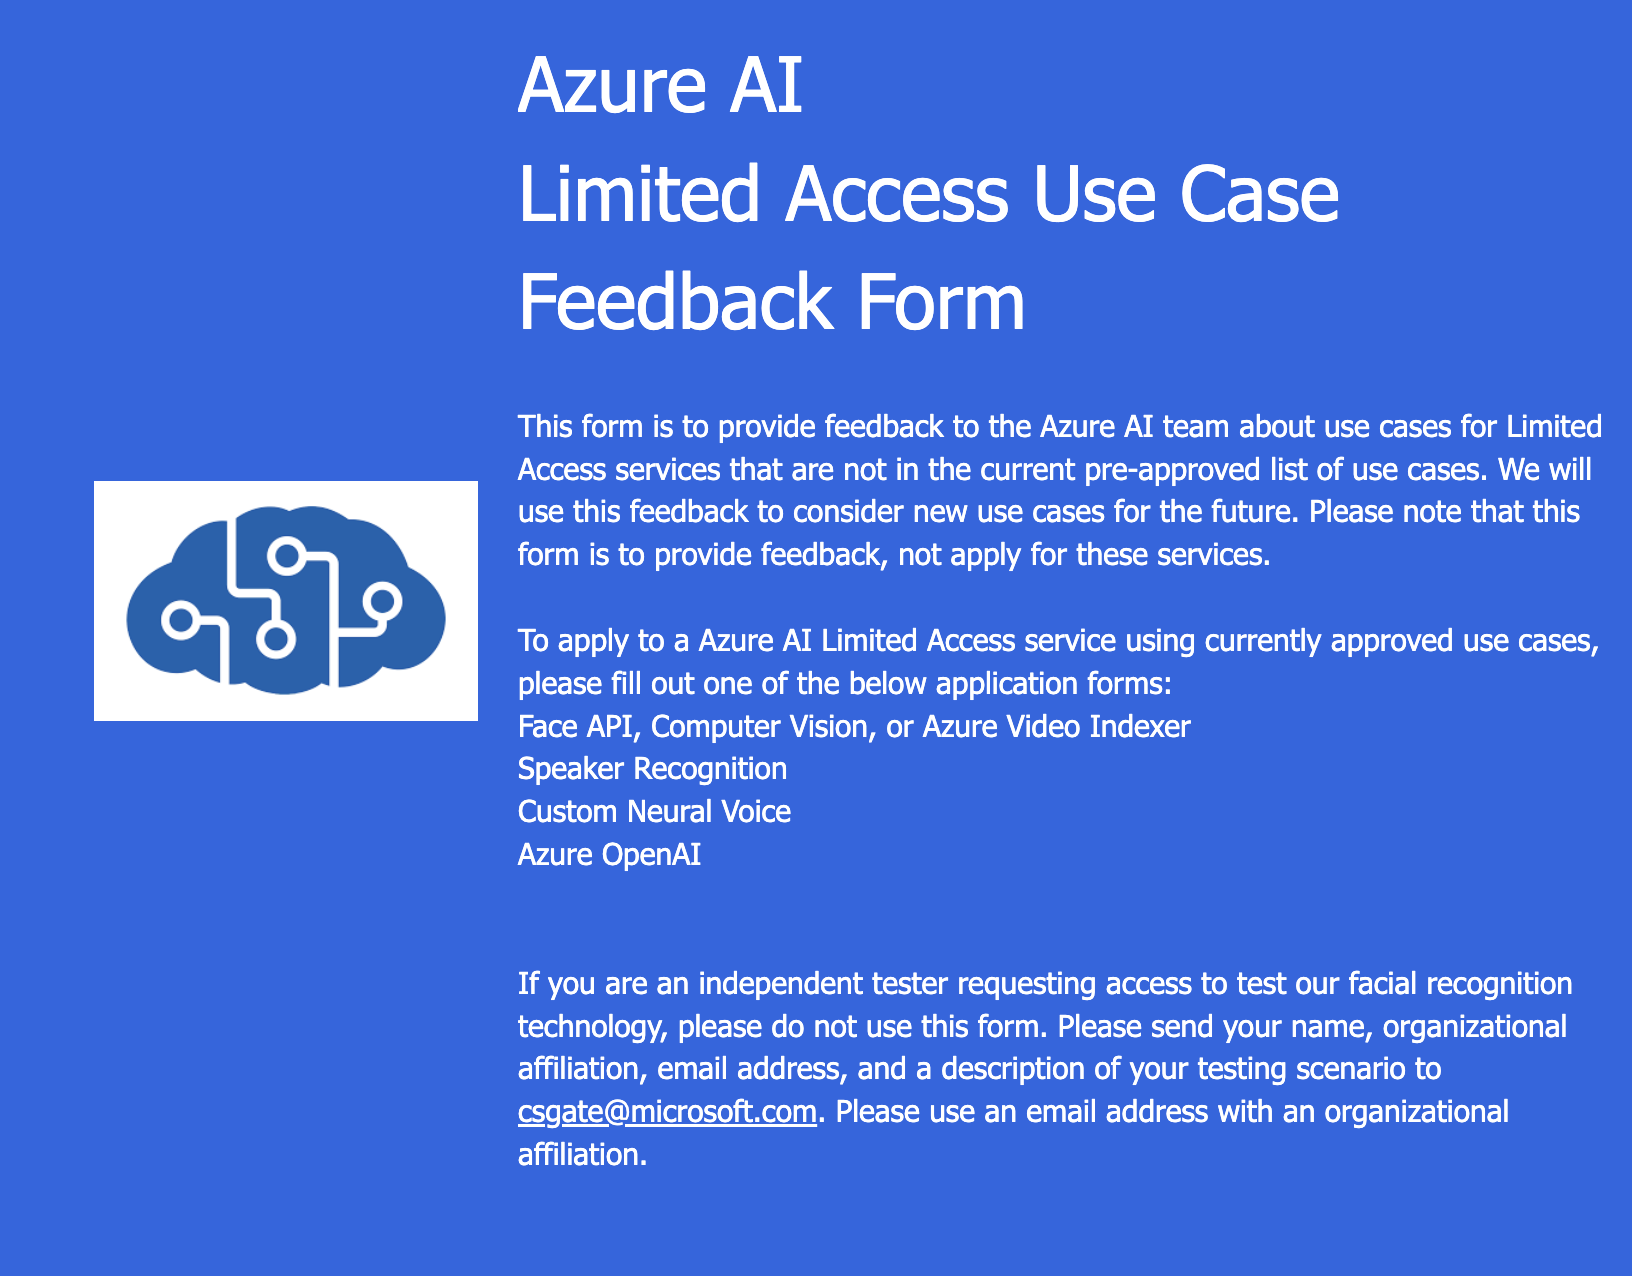 Azure AI
Limited Access Use Case
Feedback Form
This form is to provide feedback to the Azure AI team about use cases for Limited
Access services that are not in the current pre-approved list of use cases. We will
use this feedback to consider new use cases for the future. Please note that this
form is to provide feedback, not apply for these services.
To apply to a Azure AI Limited Access service using currently approved use cases,
please fill out one of the below application forms:
Face API, Computer Vision, or Azure Video Indexer
Speaker Recognition
Custom Neural Voice
Azure OpenAI
If you are an independent tester requesting access to test our facial recognition
technology, please do not use this form. Please send your name, organizational
affiliation, email address, and a description of your testing scenario to
csgate@microsoft.com. Please use an email address with an organizational
affiliation.